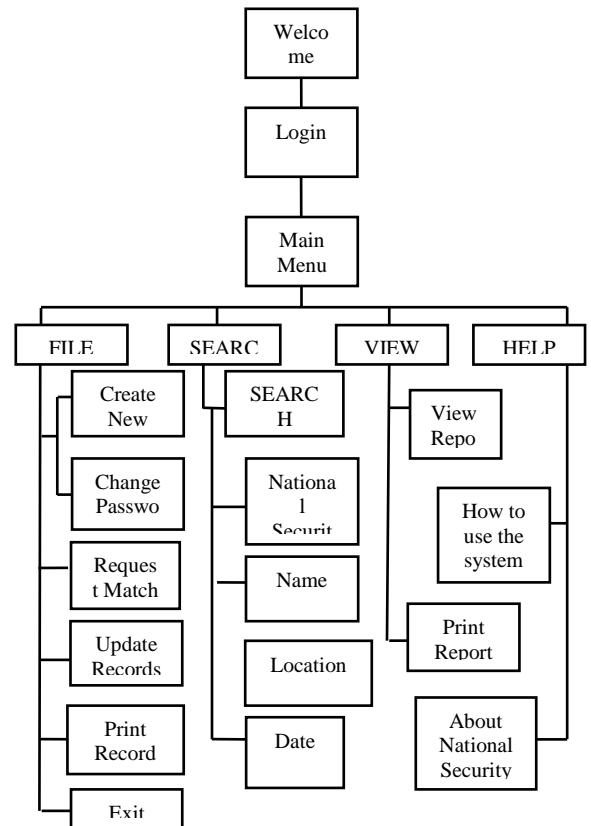 Welco
me
Login
Main
Menu
FILE
SEARC
VIEW
HELP
Create
New
Change
Passwo
Reques
t Match
Update
Records
Print
Record
Exit
SEARC
H
Nationa
l
Securit
Name
Location
Date
View
Repo
Print
Report
How to
use the
system
About
National
Security